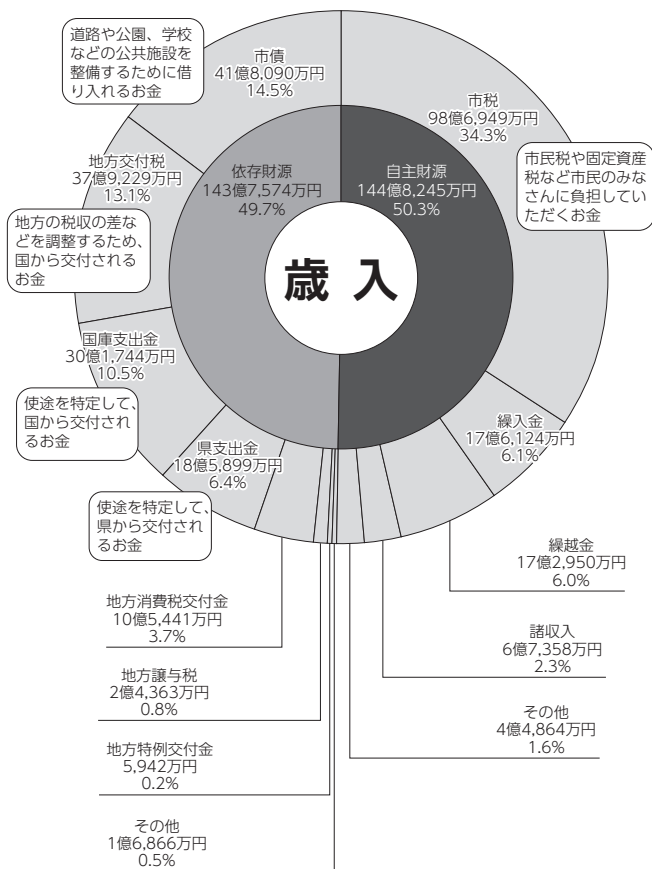 道路や公園、学校
などの公共施設を
整備するために借
り入れるお金
市債
41億8,090万円
14.5%
市税
98億6,949万円
34.3%
市民税や固定資産
税など市民のみな
さんに負担してい
ただくお金
地方交付税
37億9,229万円
13.1%
地方の税収の差な
どを調整するため、
国から交付される
お金
依存財源
143億7,574万円
49.7%
自主財源
144億8,245万円
50.3%
歳入
国庫支出金
30億1,744万円
10.5%
使途を特定して、
国から交付され
るお金
県支出金
18億5,899万円
6.4%
使途を特定して、
県から交付され
るお金
繰入金
17億6,124万円
6.1%
繰越金
17億2,950万円
6.0%
諸収入
6億7,358万円
2.3%
その他
4億4,864万円
1.6%
地方消費税交付金
10億5,441万円
3.7%
地方譲与税
2億4,363万円
0.8%
地方特例交付金
5,942万円
0.2%
その他
1億6,866万円
0.5%